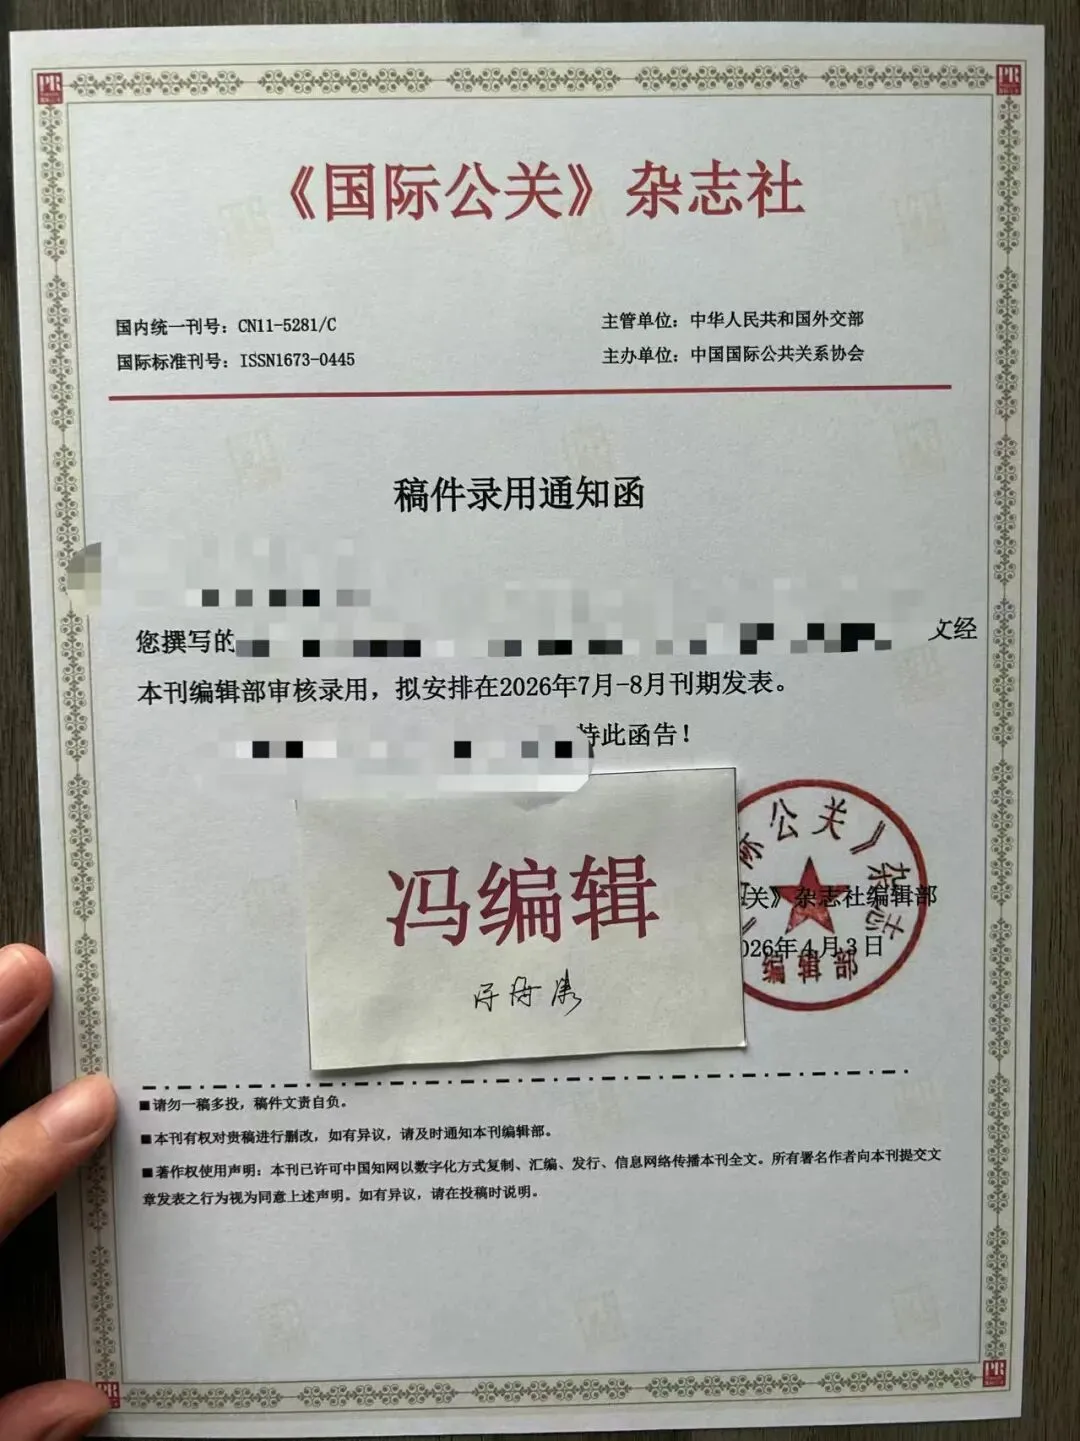 《国际公关》杂志社
国内统一刊号：CN11-5281/C
主管单位：中华人民共和国外交部
国际标准刊号：ISSN1673-0445
主办单位：中国国际公共关系协会
稿件录用通知函
您撰写的
文经
本刊编辑部审核录用，拟安排在2026年7月-8月刊期发表。
特此函告！
冯编辑
公关》杂志
关》杂志社编辑部
026年4月3日
编辑部
■请勿一稿多投，稿件文责自负。
■本刊有权对贵稿进行删改，如有异议，请及时通知本刊编辑部。
■著作权使用声明：本刊已许可中国知网以数字化方式复制、汇编、发行、信息网络传播本刊全文。所有署名作者向本刊提交文
章发表之行为视为同意上述声明。如有异议，请在投稿时说明。
PR
PR
PR
PR